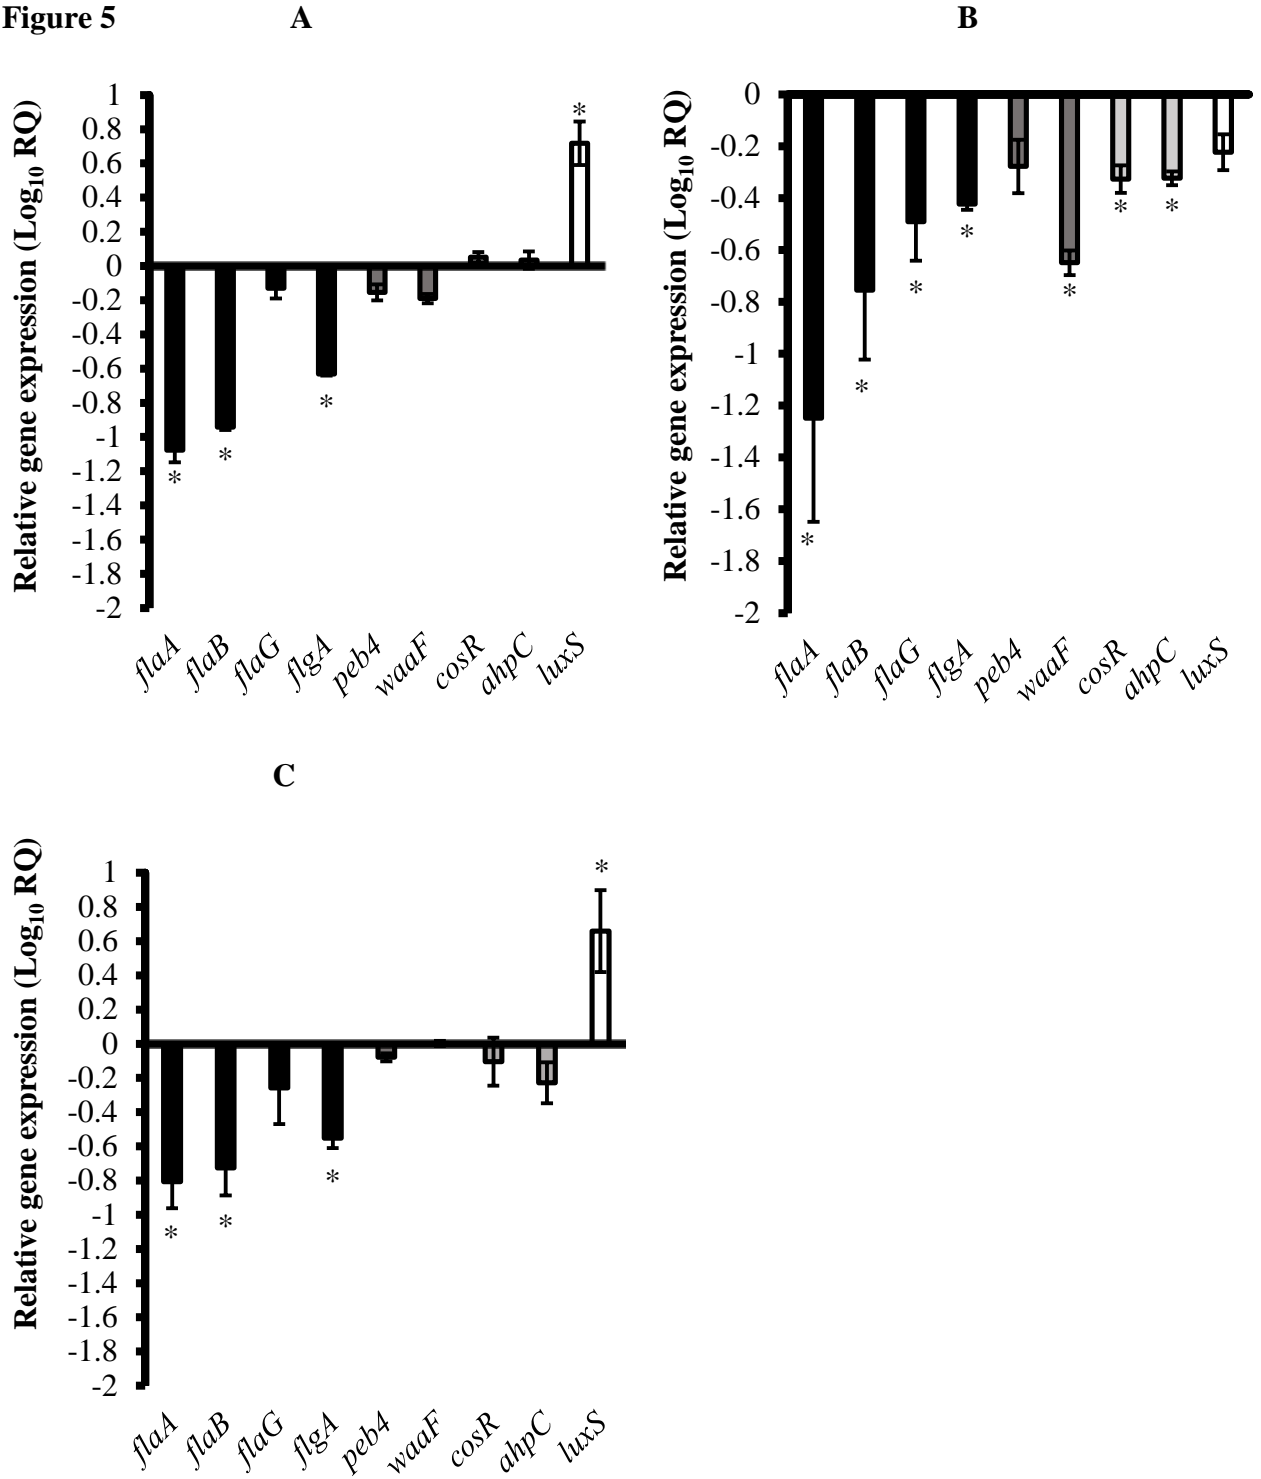 Figure 5
A
B
Relative gene expression (Log10 RQ)
1
0.8
0.6
0.4
0.2
0
-0.2
-0.4
-0.6
-0.8
-1
-1.2
-1.4
-1.6
-1.8
-2
*
*
*
*
flaA
flaB
flaG
flgA
peb4
waaF
cosR
ahpC
luxS
Relative gene expression (Log10 RQ)
0
-0.2
-0.4
-0.6
-0.8
-1
-1.2
-1.4
-1.6
-1.8
-2
*
*
*
*
*
*
*
flaA
flaB
flaG
flgA
peb4
waaF
cosR
ahpC
luxS
C
Relative gene expression (Log10 RQ)
1
0.8
0.6
0.4
0.2
0
-0.2
-0.4
-0.6
-0.8
-1
-1.2
-1.4
-1.6
-1.8
-2
*
*
*
*
flaA
flaB
flaG
flgA
peb4
waaF
cosR
ahpC
luxS